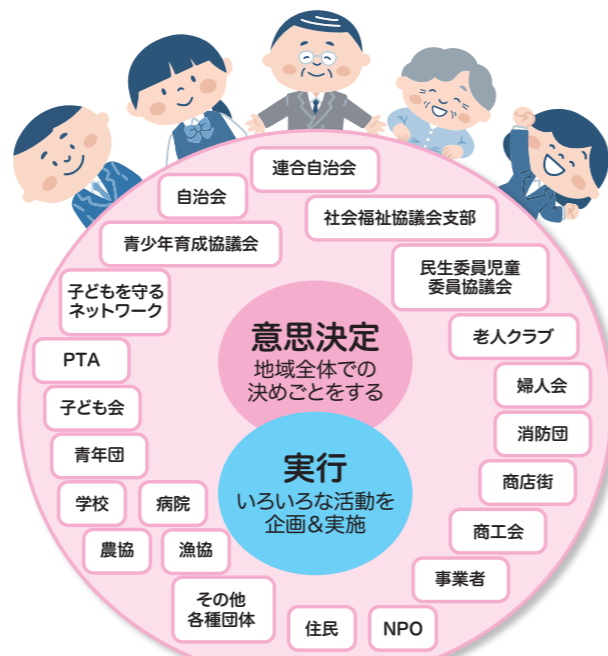 連合自治会
自治会
社会福祉協議会支部
青少年育成協議会
民生委員児童
委員協議会
子どもを守る
ネットワーク
意思決定
地域全体での
決めごとをする
老人クラブ
PTA
婦人会
子ども会
消防団
青年団
実行
いろいろな活動を
企画&実施
商店街
学校
病院
商工会
農協
漁協
事業者
その他
各種団体
住民
NPO